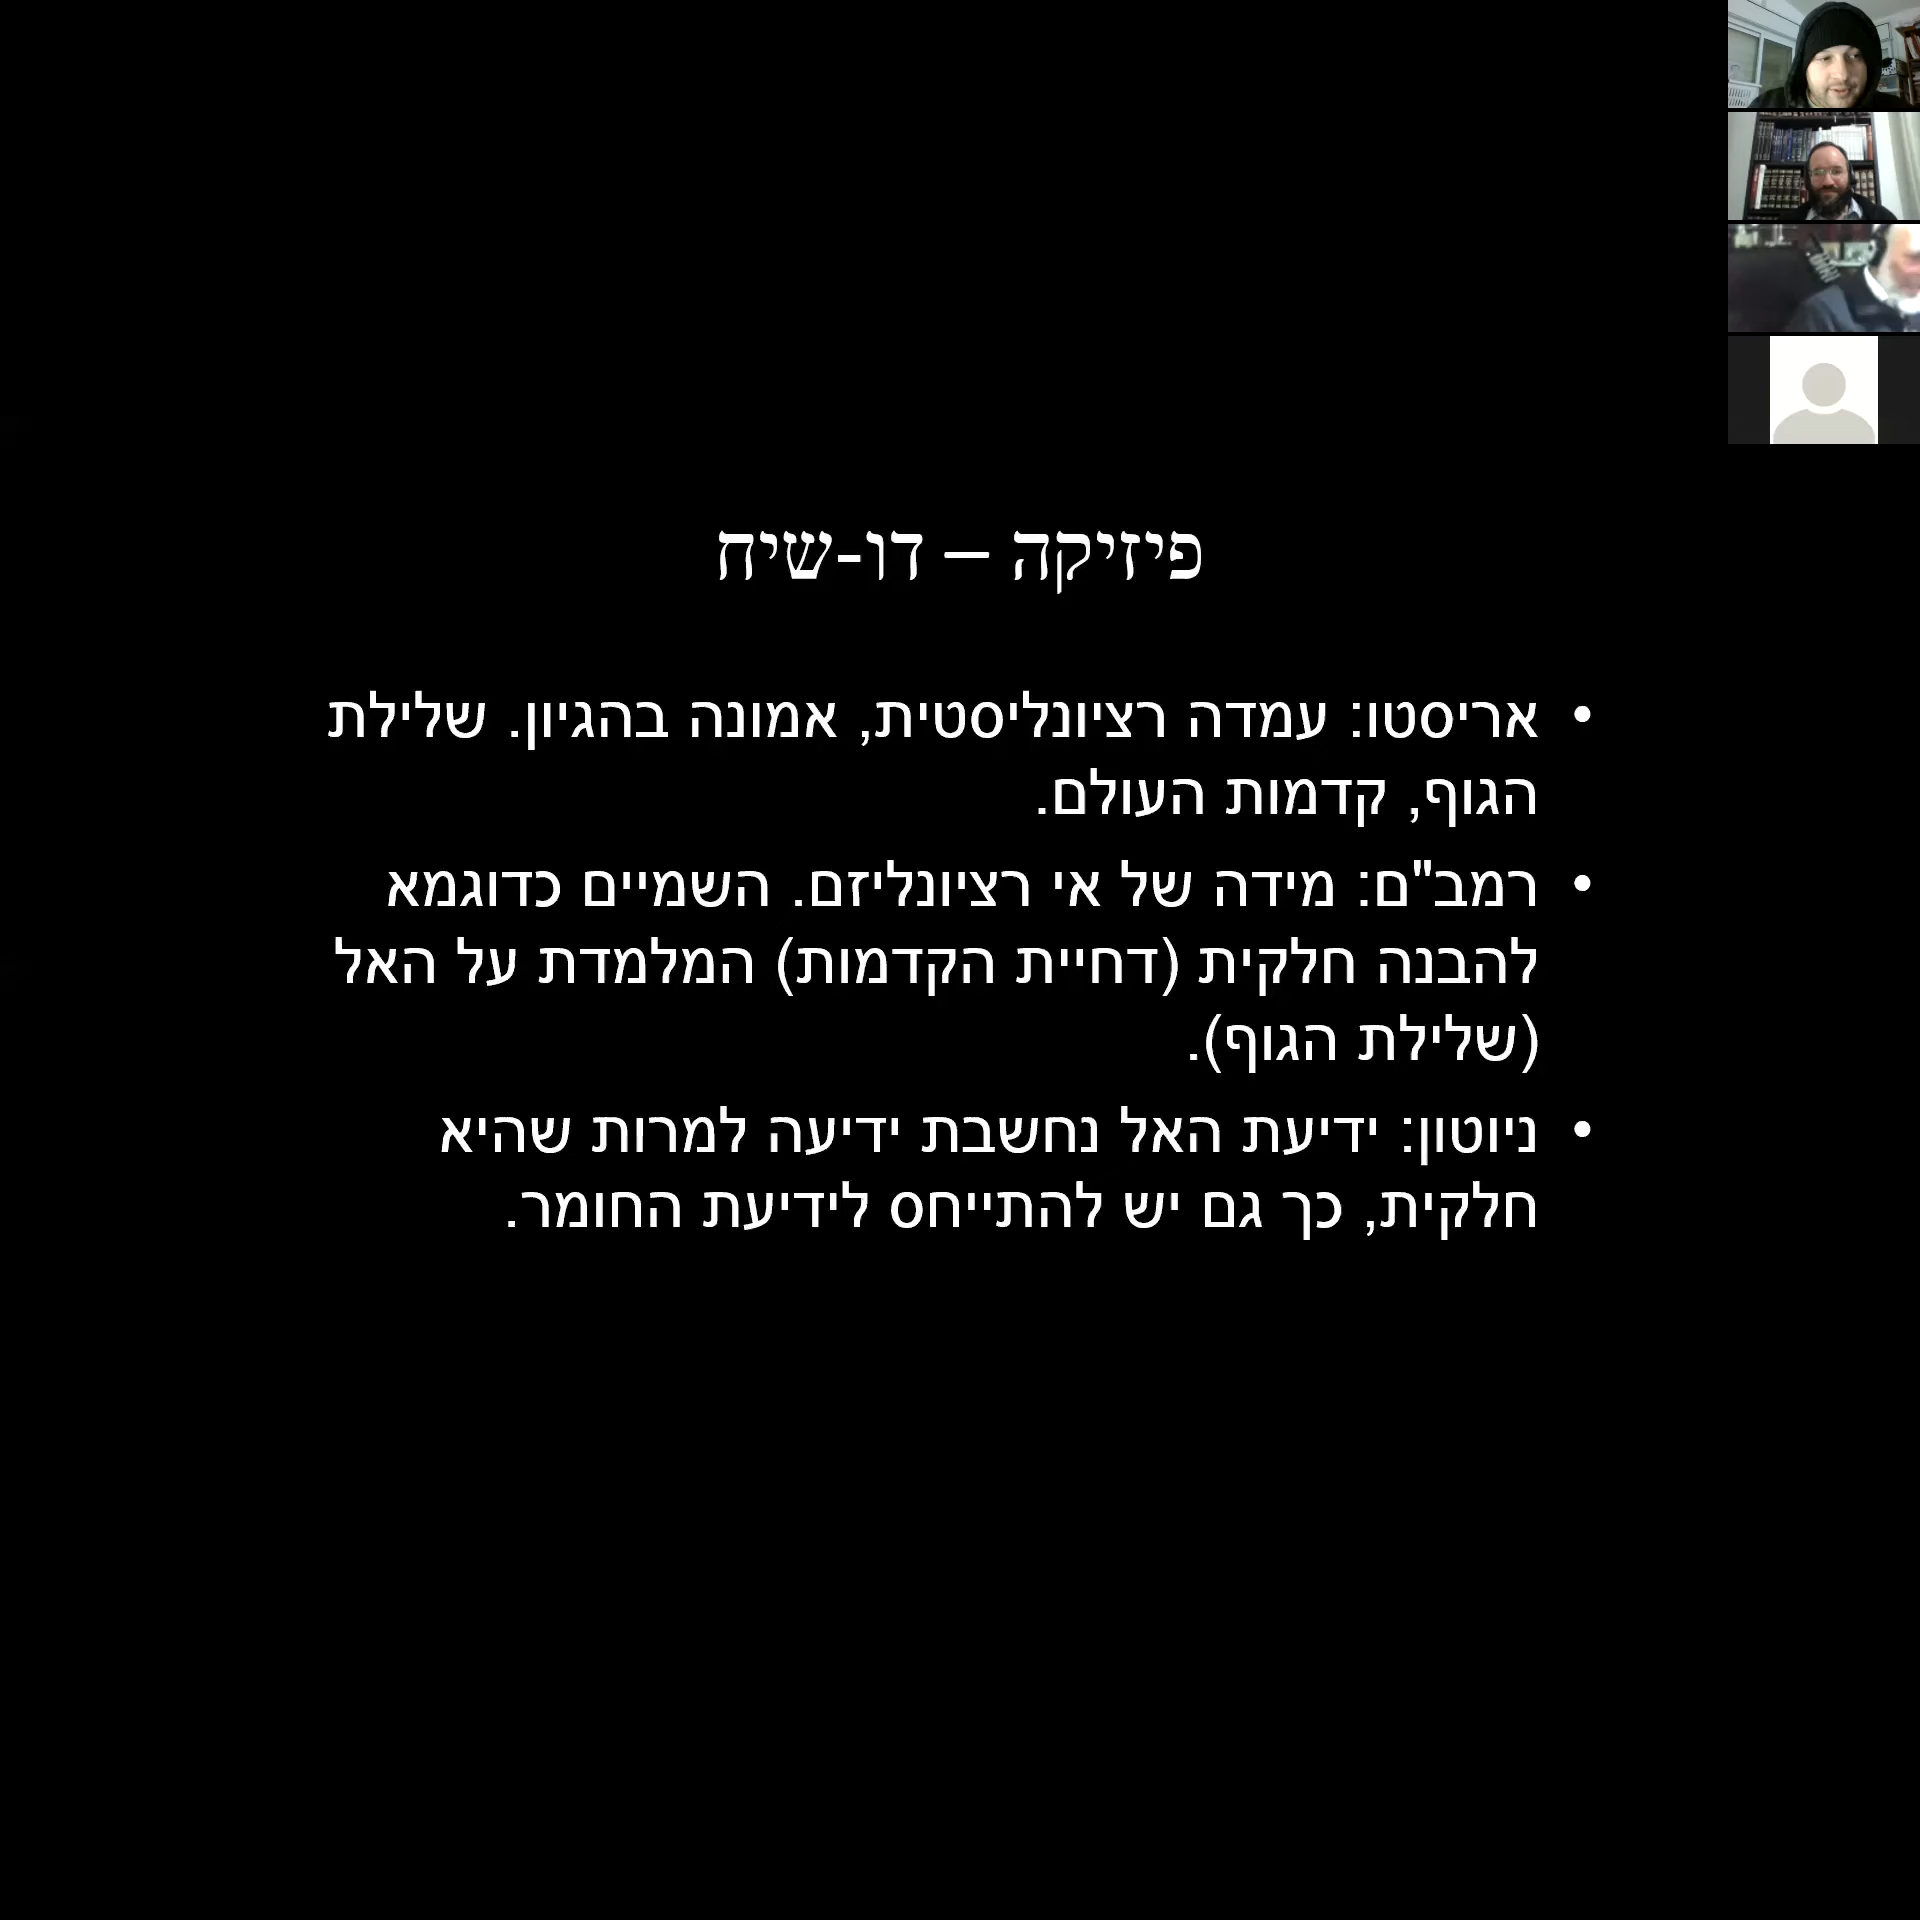 פיזיקה – דו-שיח
• אריסטו: עמדה רציונליסטית, אמונה בהגיון. שלילת
הגוף, קדמות העולם.
• רמב"ם: מידה של אי רציונליזם. השמיים כדוגמא
להבנה חלקית (דחיית הקדמות) המלמדת על האל
(שלילת הגוף).
• ניוטון: ידיעת האל נחשבת ידיעה למרות שהיא
חלקית, כך גם יש להתייחס לידיעת החומר.